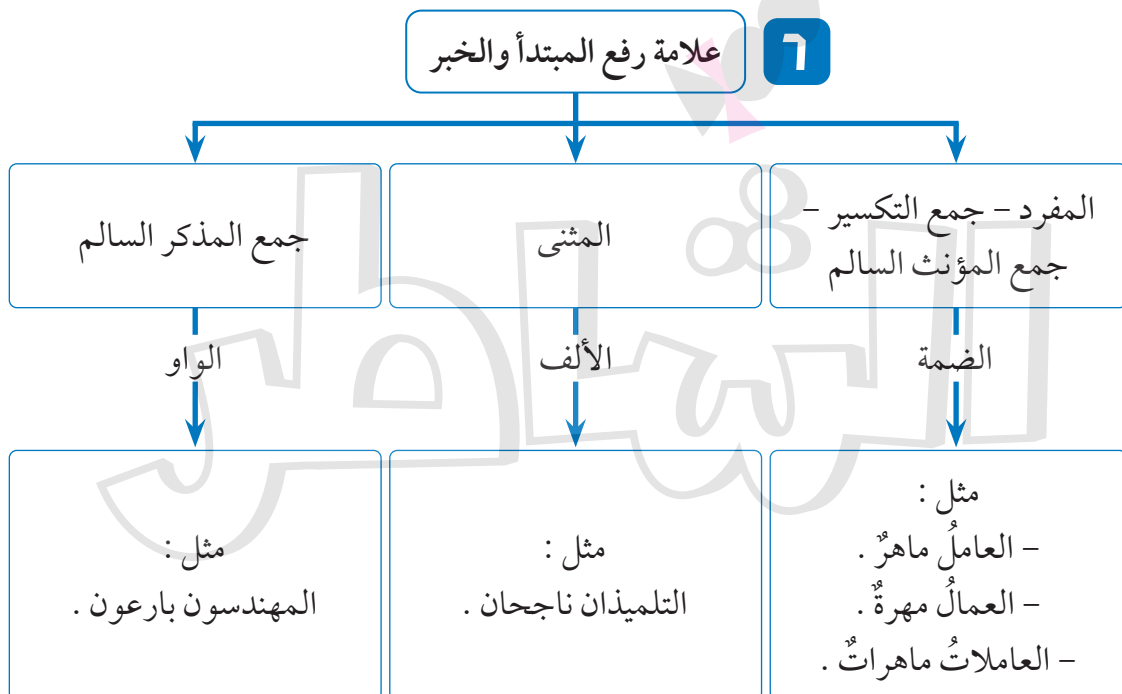 ٦
علامة رفع المبتدأ والخبر
المفرد – جمع التكسير –
جمع المؤنث السالم
المثنى
جمع المذكر السالم
الضمة
الألف
الواو
مثل :
– العاملُ ماهرٌ .
– العمالُ مهرةٌ .
– العاملاتُ ماهراتٌ .
مثل :
التلميذان ناجحان .
مثل :
المهندسون بارعون .
الشاطر